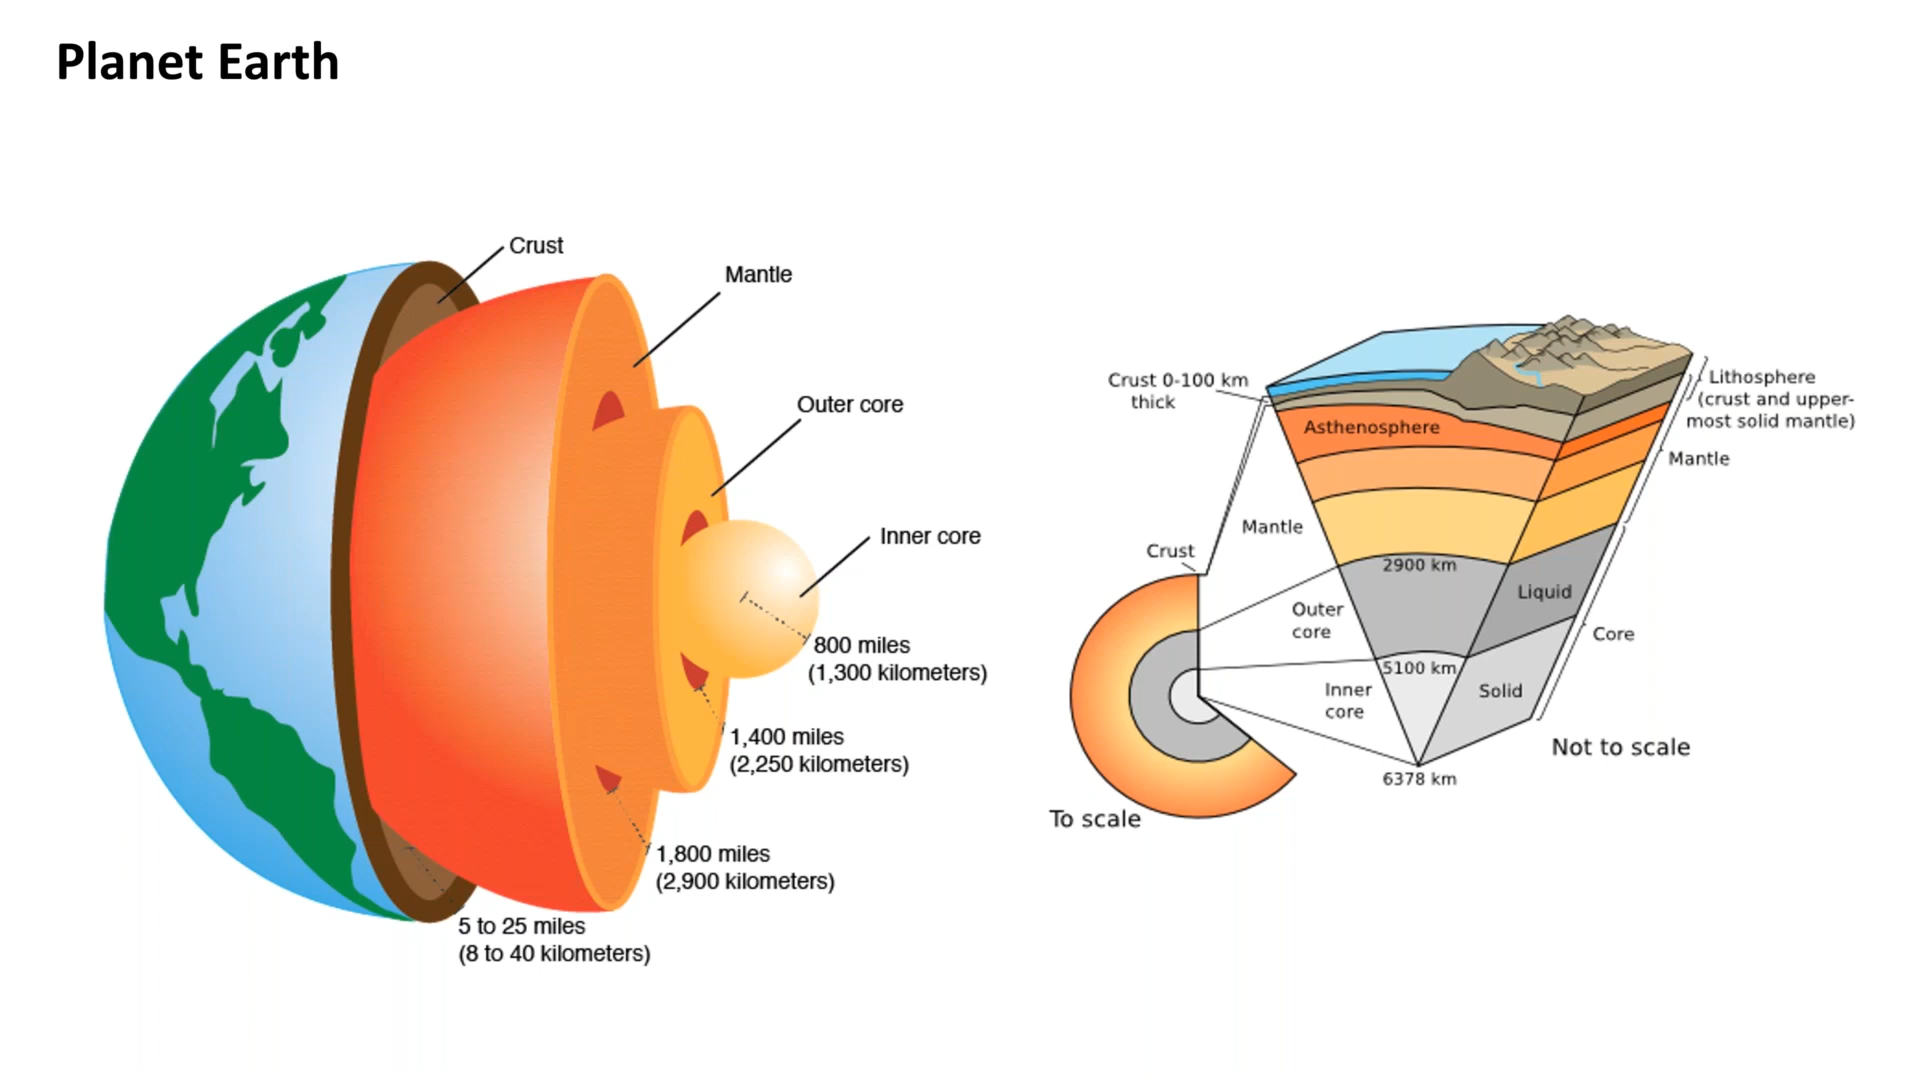 Planet Earth
Crust
Mantle
Outer core
Inner core
800 miles
(1,300 kilometers)
1,400 miles
(2,250 kilometers)
1,800 miles
(2,900 kilometers)
5 to 25 miles
(8 to 40 kilometers)
Crust 0-100 km
thick
Asthenosphere
Lithosphere
(crust and upper-
most solid mantle)
Mantle
Mantle
Crust
2900 km
Liquid
Outer
core
Core
5100 km
Inner
core
Solid
Not to scale
6378 km
To scale